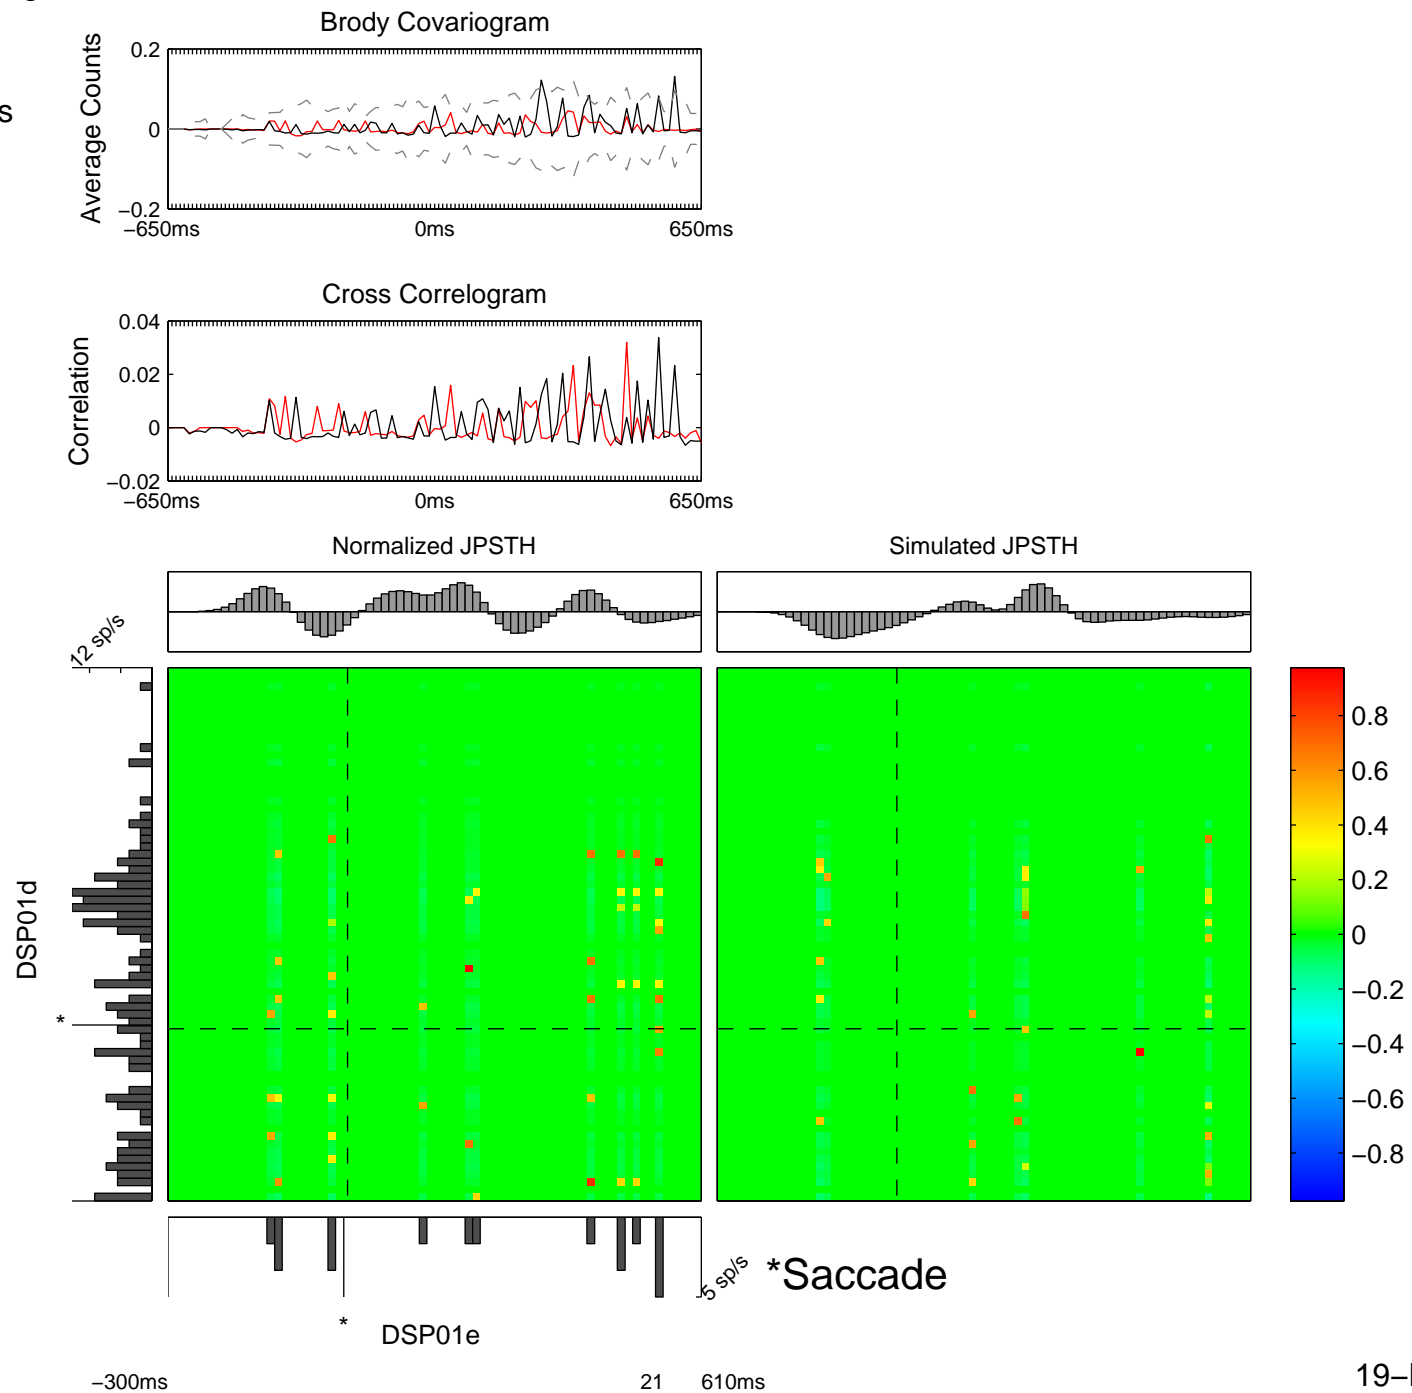 Brody Covariogram
Average Counts
0.2
0
−0.2
−650ms
0ms
650ms
s
Cross Correlogram
Correlation
0.04
0.02
0
−0.02
−650ms
0ms
650ms
Normalized JPSTH
Simulated JPSTH
12 sp/s
DSP01d
*
0.8
0.6
0.4
0.2
0
−0.2
−0.4
−0.6
−0.8
5 sp/s
*Saccade
*
DSP01e
−300ms
21
610ms
19−